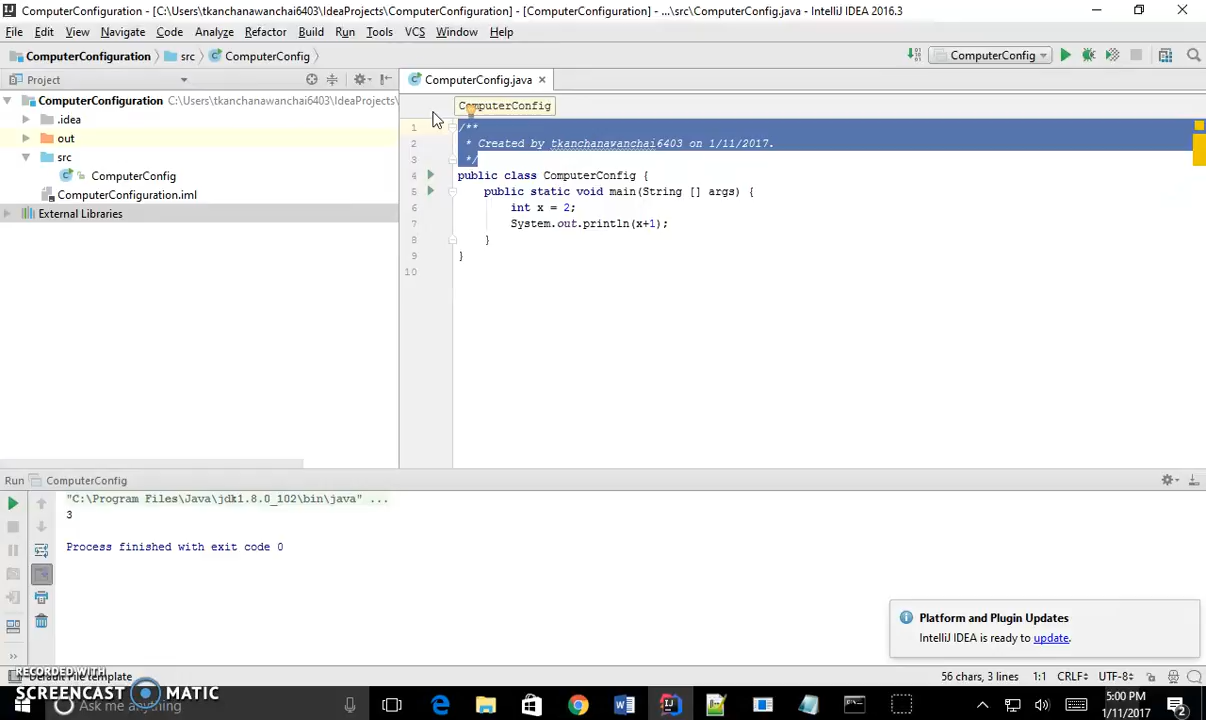 ComputerConfiguration - [C:\Users\tkanchanawanchai6403\IdeaProjects\ComputerConfiguration] - [ComputerConfiguration] - ...\src\ComputerConfig.java - IntelliJ IDEA 2016.3
File Edit View Navigate Code Analyze Refactor Build Run Tools VCS Window Help
ComputerConfiguration src ComputerConfig
ComputerConfig
Project
ComputerConfig.java
ComputerConfiguration C:\Users\tkanchanawanchai6403\IdeaProjects\
.idea
out
src
ComputerConfig
ComputerConfiguration.iml
External Libraries
ComputerConfig
1 /**
2 * Created by tkanchanawanchai6403 on 1/11/2017.
3 */
4 public class ComputerConfig {
5 public static void main(String [] args) {
6 int x = 2;
7 System.out.println(x+1);
8 }
9 }
10
Run ComputerConfig
"C:\Program Files\Java\jdk1.8.0_102\bin\java" ...
3
Process finished with exit code 0
Platform and Plugin Updates
IntelliJ IDEA is ready to update.
RECORDED WITH
SCREENCAST MATIC
Default File template
56 chars, 3 lines 1:1 CRLF UTF-8
Ask me anything
5:00 PM
1/11/2017
2